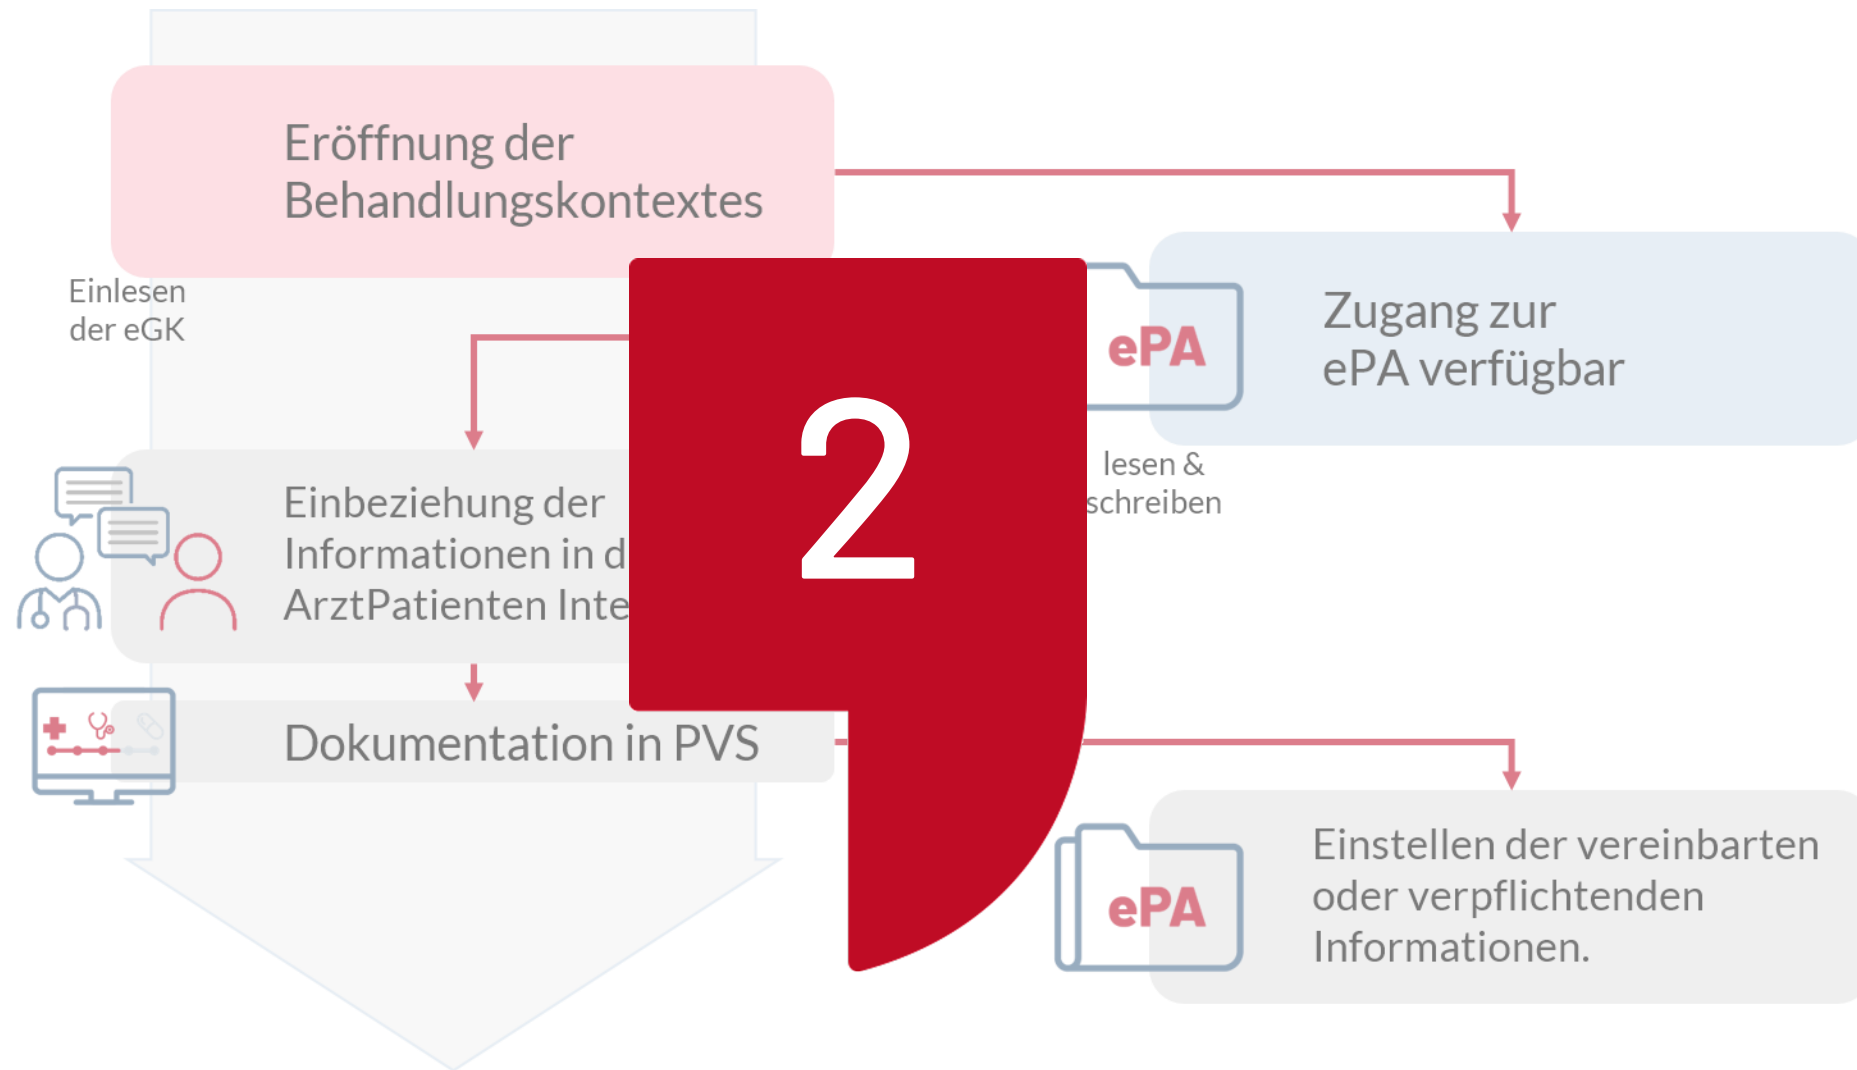 Eröffnung der
Behandlungskontextes
Einlesen
der eGK
ePA
Zugang zur
ePA verfügbar
lesen &
schreiben
2
Einbeziehung der
Informationen in
ArztPatienten
Dokumentation in PVS
ePA
Einstellen der vereinbarten
oder verpflichtenden
Informationen.